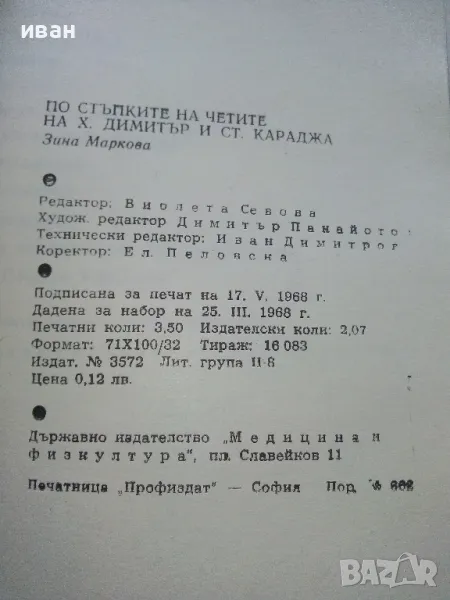 иван
ПО СТЪПКИТЕ НА ЧЕТИТЕ
НА Х. ДИМИТЪР И СТ. КАРАДЖА
Зина Маркова
Редактор: Виолета Севова
Худож. редактор Димитър Панайотов
Технически редактор: Иван Димитров
Коректор: Ел. Пеловска
Подписана за печат на 17. V. 1968 г.
Дадена за набор на 25. III. 1968 г.
Печатни коли: 3,50 Издателски коли: 2,07
Формат: 71X100/32 Тираж: 16 083
Издат. № 3572 Лит. група II-8
Цена 0,12 лв.
Държавно издателство „Медицина и
физкултура“, пл. Славейков 11
Печатница „Профиздат“ — София Пор. №
bazar